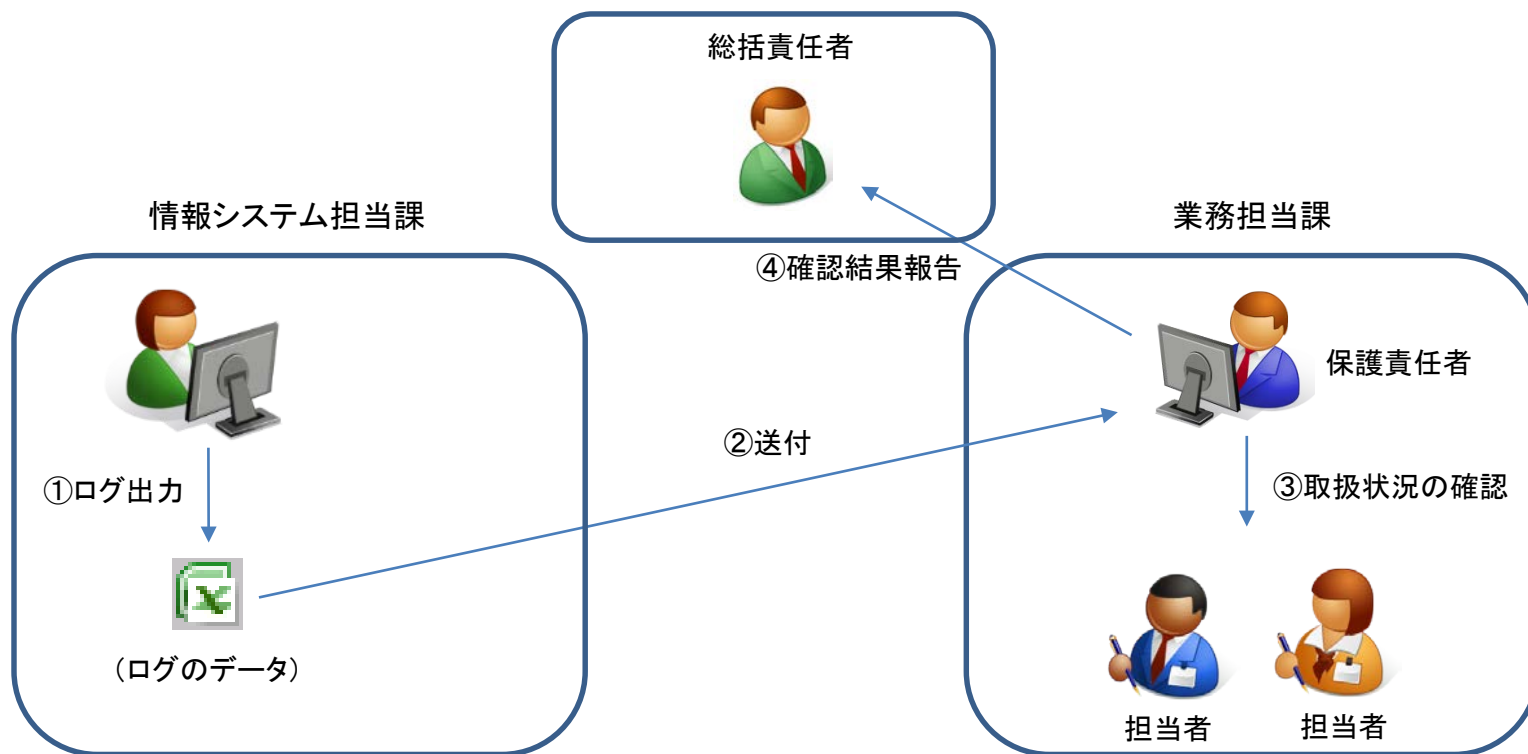 総括責任者
情報システム担当課
業務担当課
④確認結果報告
保護責任者
②送付
①ログ出力
③取扱状況の確認
(ログのデータ)
担当者
担当者